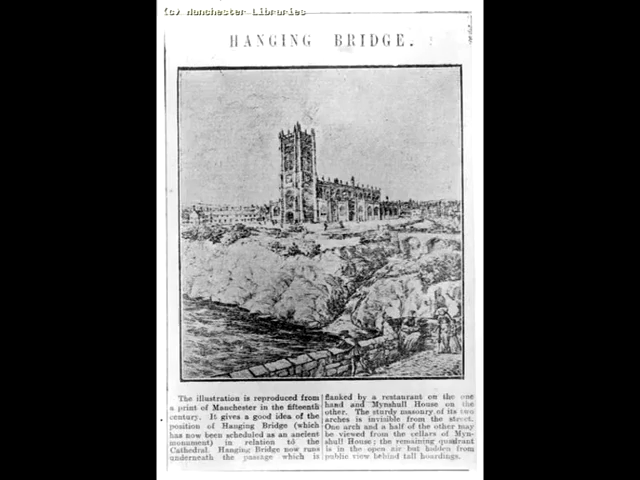 (c) Manchester Libraries
HANGING BRIDGE.
The illustration is reproduced from
a print of Manchester in the fifteenth
century. It gives a good idea of the
position of Hanging Bridge (which
has now been scheduled as an ancient
monument) in relation to the
Cathedral. Hanging Bridge now runs
underneath the passage which is
flanked by a restaurant on the one
hand and Mynshull House on the
other. The sturdy masonry of its two
arches is invisible from the street.
One arch and a half of the other may
be viewed from the cellars of Myn-
shull House; the remaining quadrant
is in the open air but hidden from
public view behind tall hoardings.